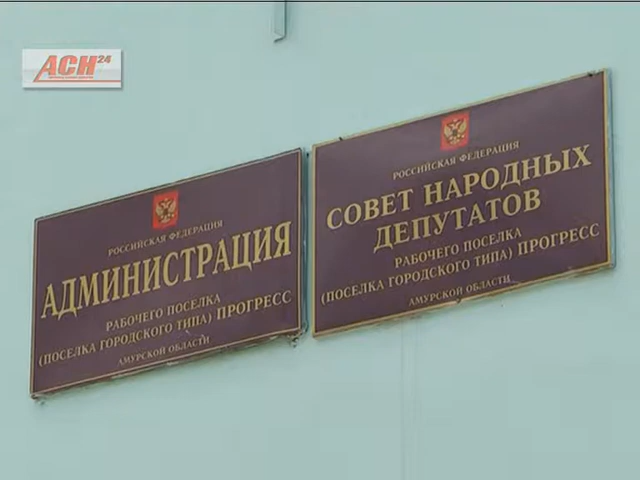 АСН24
РОССИЙСКАЯ ФЕДЕРАЦИЯ
АДМИНИСТРАЦИЯ
РАБОЧЕГО ПОСЕЛКА
(ПОСЕЛКА ГОРОДСКОГО ТИПА) ПРОГРЕСС
АМУРСКОЙ ОБЛАСТИ
РОССИЙСКАЯ ФЕДЕРАЦИЯ
СОВЕТ НАРОДНЫХ
ДЕПУТАТОВ
РАБОЧЕГО ПОСЕЛКА
(ПОСЕЛКА ГОРОДСКОГО ТИПА) ПРОГРЕСС
АМУРСКОЙ ОБЛАСТИ